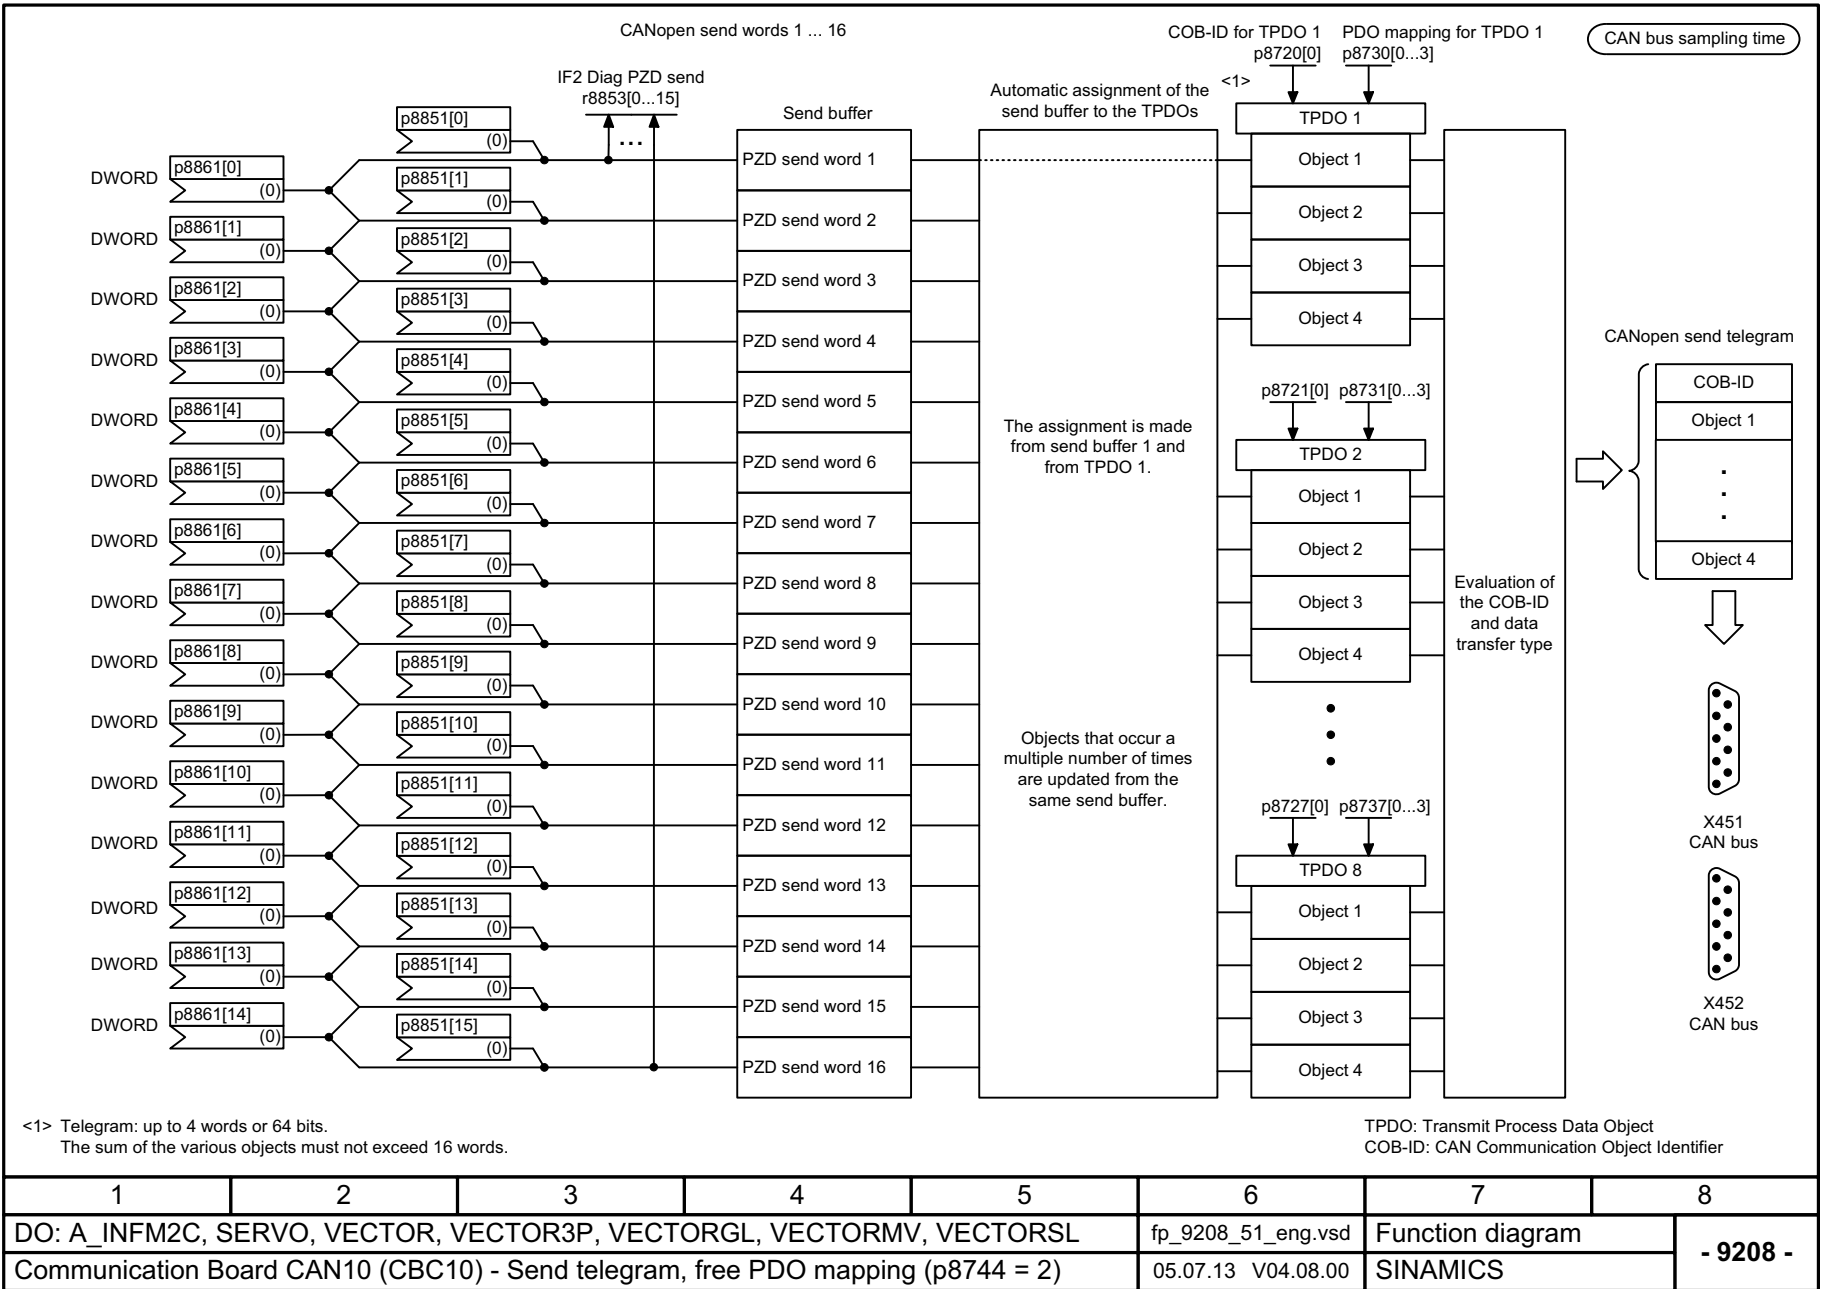 CANopen send words 1 ... 16
COB-ID for TPDO 1
p8720[0]
PDO mapping for TPDO 1
p8730[0...3]
CAN bus sampling time
<1>
IF2 Diag PZD send
r8853[0...15]
...
Send buffer
Automatic assignment of the
send buffer to the TPDOs
DWORD
p8861[0]
(0)
DWORD
p8861[1]
(0)
DWORD
p8861[2]
(0)
DWORD
p8861[3]
(0)
DWORD
p8861[4]
(0)
DWORD
p8861[5]
(0)
DWORD
p8861[6]
(0)
DWORD
p8861[7]
(0)
DWORD
p8861[8]
(0)
DWORD
p8861[9]
(0)
DWORD
p8861[10]
(0)
DWORD
p8861[11]
(0)
DWORD
p8861[12]
(0)
DWORD
p8861[13]
(0)
DWORD
p8861[14]
(0)
p8851[0]
(0)
p8851[1]
(0)
p8851[2]
(0)
p8851[3]
(0)
p8851[4]
(0)
p8851[5]
(0)
p8851[6]
(0)
p8851[7]
(0)
p8851[8]
(0)
p8851[9]
(0)
p8851[10]
(0)
p8851[11]
(0)
p8851[12]
(0)
p8851[13]
(0)
p8851[14]
(0)
p8851[15]
(0)
PZD send word 1
PZD send word 2
PZD send word 3
PZD send word 4
PZD send word 5
PZD send word 6
PZD send word 7
PZD send word 8
PZD send word 9
PZD send word 10
PZD send word 11
PZD send word 12
PZD send word 13
PZD send word 14
PZD send word 15
PZD send word 16
The assignment is made
from send buffer 1 and
from TPDO 1.
Objects that occur a
multiple number of times
are updated from the
same send buffer.
TPDO 1
Object 1
Object 2
Object 3
Object 4
p8721[0]
p8731[0...3]
TPDO 2
Object 1
Object 2
Object 3
Object 4
p8727[0]
p8737[0...3]
TPDO 8
Object 1
Object 2
Object 3
Object 4
Evaluation of
the COB-ID
and data
transfer type
CANopen send telegram
COB-ID
Object 1
.
.
.
Object 4
X451
CAN bus
X452
CAN bus
<1> Telegram: up to 4 words or 64 bits.
The sum of the various objects must not exceed 16 words.
TPDO: Transmit Process Data Object
COB-ID: CAN Communication Object Identifier
1 2 3 4 5 6 7 8
DO: A_INFM2C, SERVO, VECTOR, VECTOR3P, VECTORGL, VECTORMV, VECTORSL
fp_9208_51_eng.vsd
Function diagram
- 9208 -
Communication Board CAN10 (CBC10) - Send telegram, free PDO mapping (p8744 = 2)
05.07.13 V04.08.00
SINAMICS